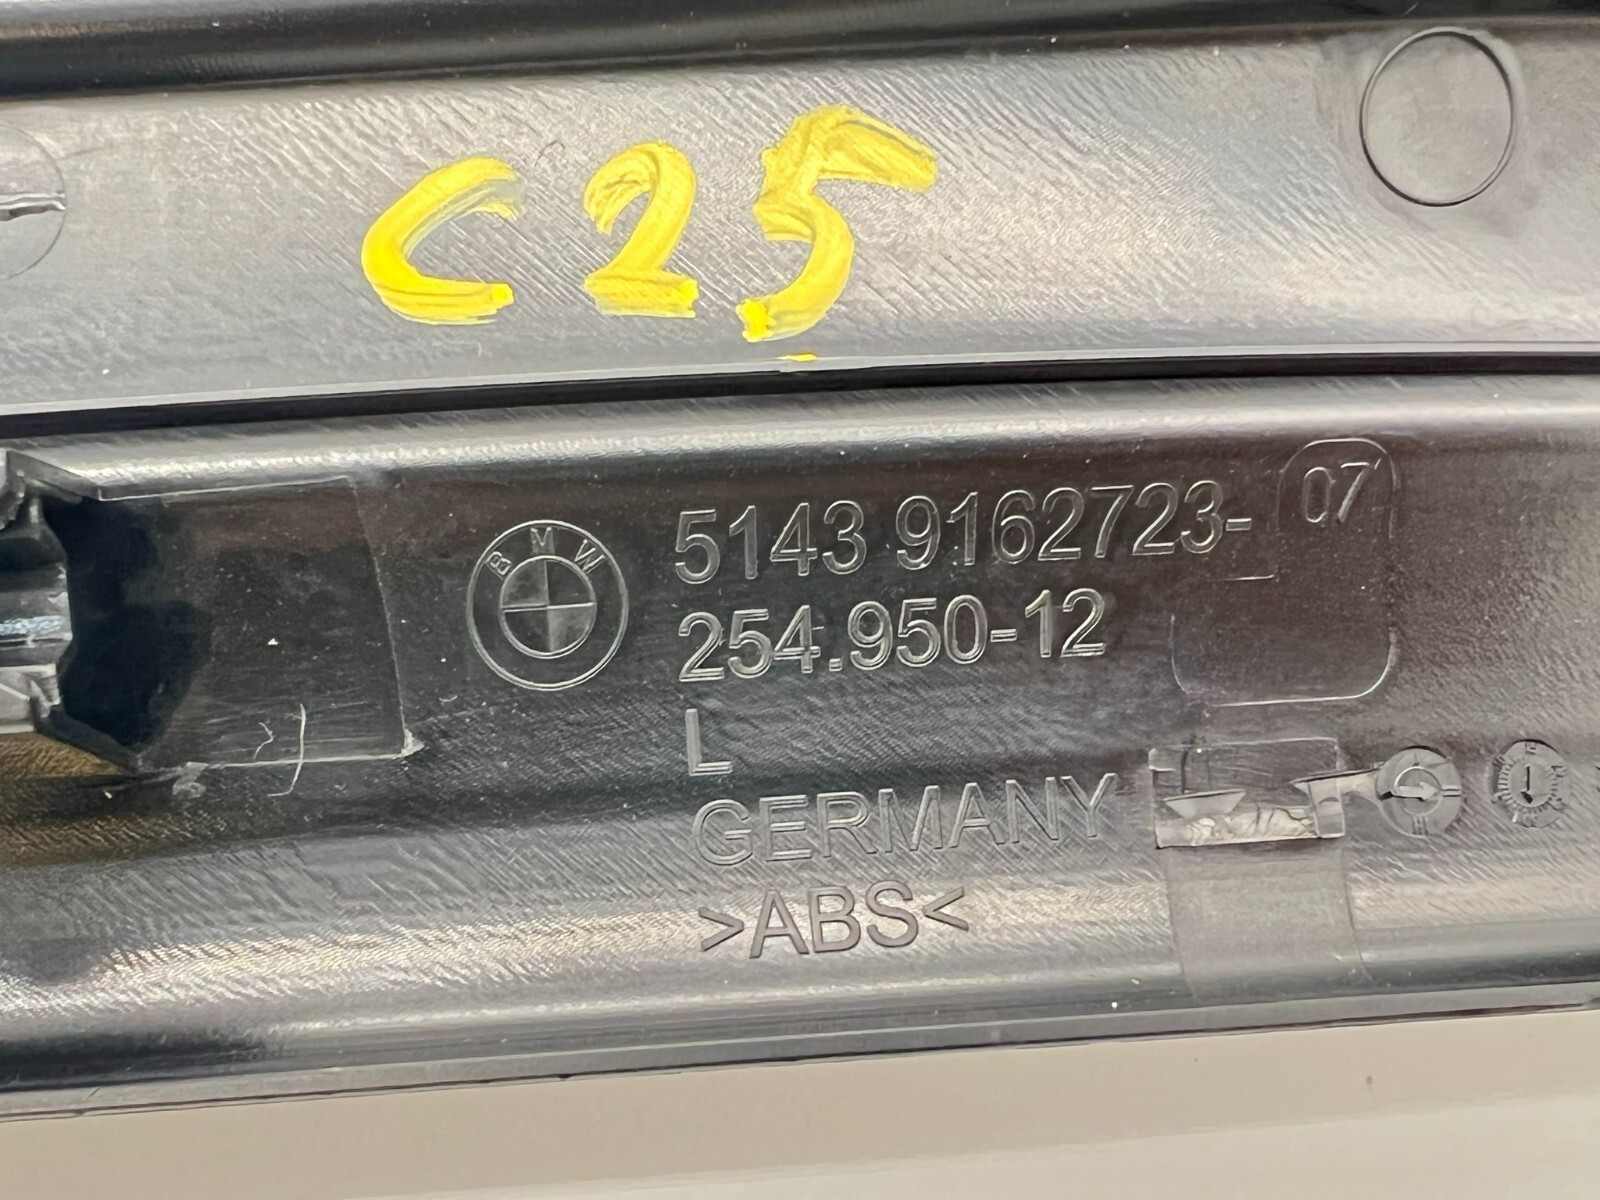 C25
BMW 5143 9162723- 07
254.950-12
L
GERMANY
>ABS<